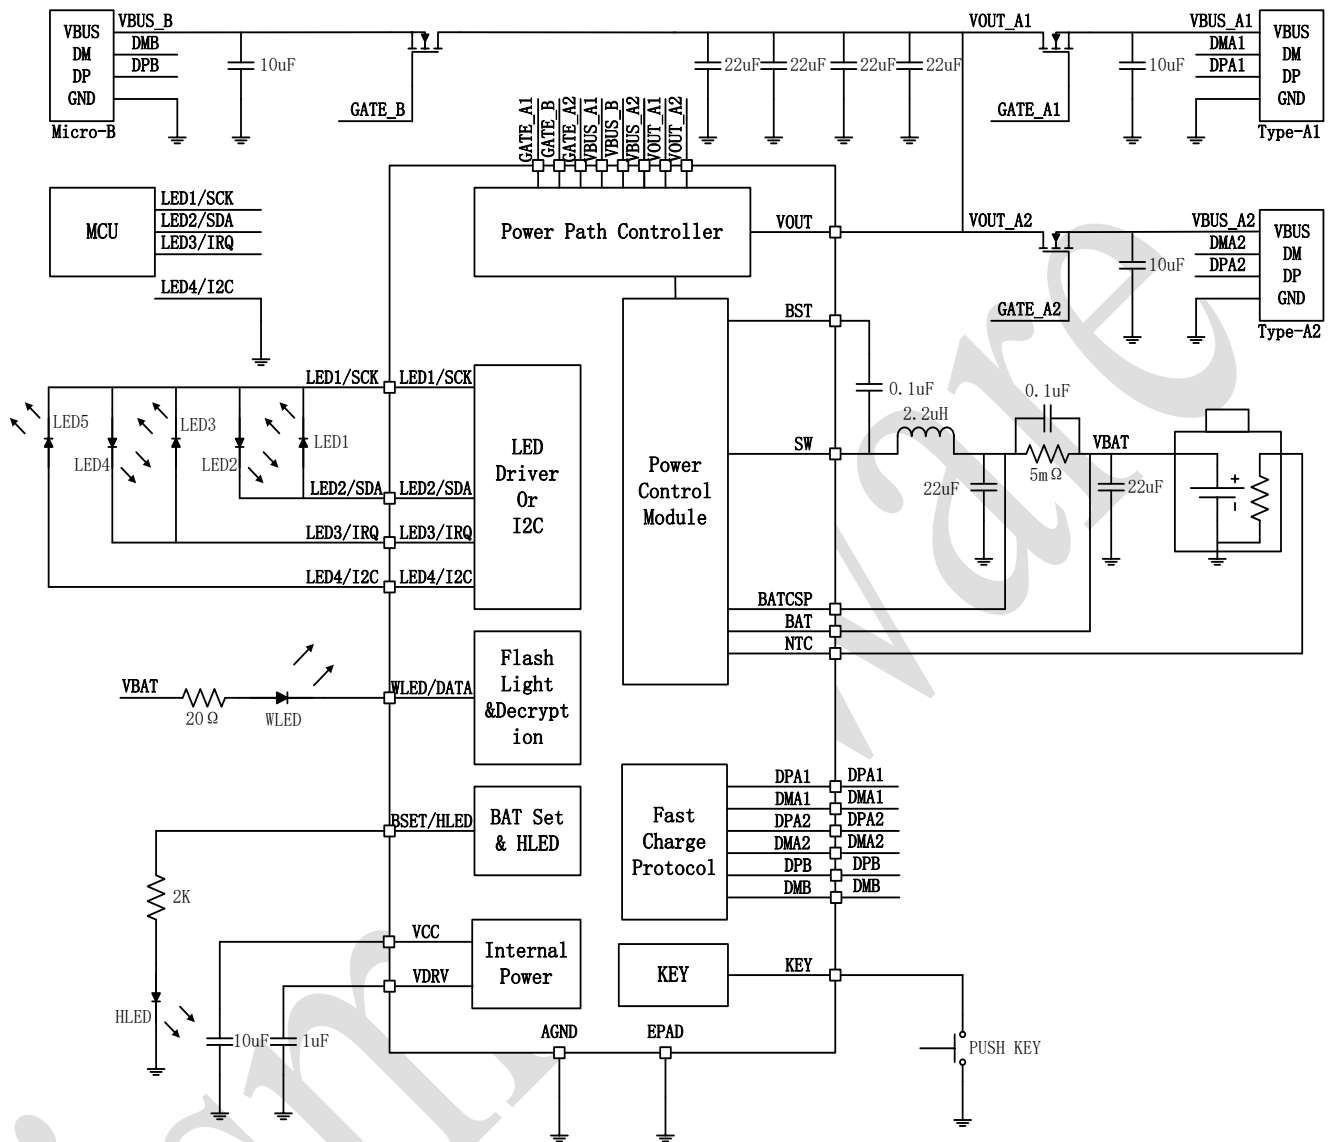 VBUS
DM
DP
GND
Micro-B
VBUS_B
DMB
DPB
10uF
GATE_B
22uF
22uF
22uF
22uF
VOUT_A1
GATE_A1
VBUS_A1
DMA1
DPA1
10uF
VBUS
DM
DP
GND
Type-A1
GATE_A1
GATE_B
GATE_A2
VBUS_A1
VBUS_B
VBUS_A2
VOUT_A1
VOUT_A2
MCU
LED1/SCK
LED2/SDA
LED3/IRQ
LED4/I2C
Power Path Controller
VOUT
VOUT_A2
GATE_A2
VBUS_A2
DMA2
DPA2
10uF
VBUS
DM
DP
GND
Type-A2
LED5
LED4
LED3
LED2
LED1
LED1/SCK
LED1/SCK
LED2/SDA
LED2/SDA
LED3/IRQ
LED3/IRQ
LED4/I2C
LED4/I2C
LED
Driver
Or
I2C
Power
Control
Module
BST
0.1uF
SW
2.2uH
22uF
0.1uF
5mΩ
VBAT
22uF
+
-
BATCSP
BAT
NTC
VBAT
20Ω
WLED
WLED/DATA
Flash
Light
&Decrypt
ion
BSET/HLED
BAT Set
& HLED
2K
HLED
Fast
Charge
Protocol
DPA1
DPA1
DMA1
DMA1
DPA2
DPA2
DMA2
DMA2
DPB
DPB
DMB
DMB
VCC
VDRV
Internal
Power
10uF
1uF
KEY
KEY
PUSH KEY
AGND
EPAD
ware